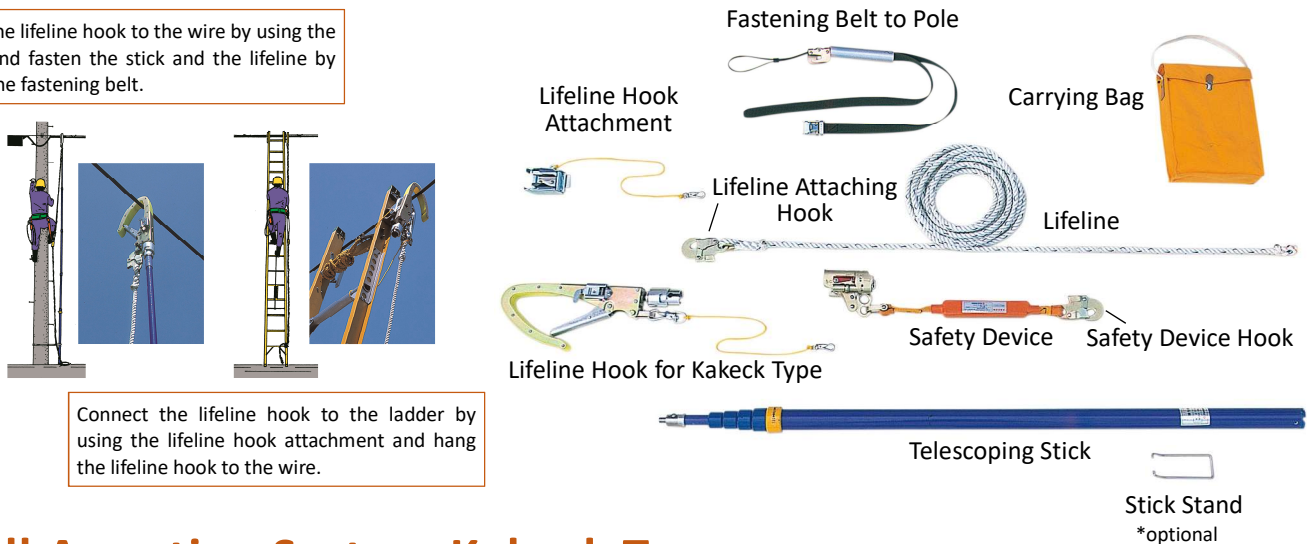 he lifeline hook to the wire by using the
nd fasten the stick and the lifeline by
he fastening belt.
Connect the lifeline hook to the ladder by
using the lifeline hook attachment and hang
the lifeline hook to the wire.
Fastening Belt to Pole
Lifeline Hook
Attachment
Carrying Bag
Lifeline Attaching
Hook
Lifeline
Safety Device
Safety Device Hook
Lifeline Hook for Kakeck Type
Telescoping Stick
Stick Stand
*optional